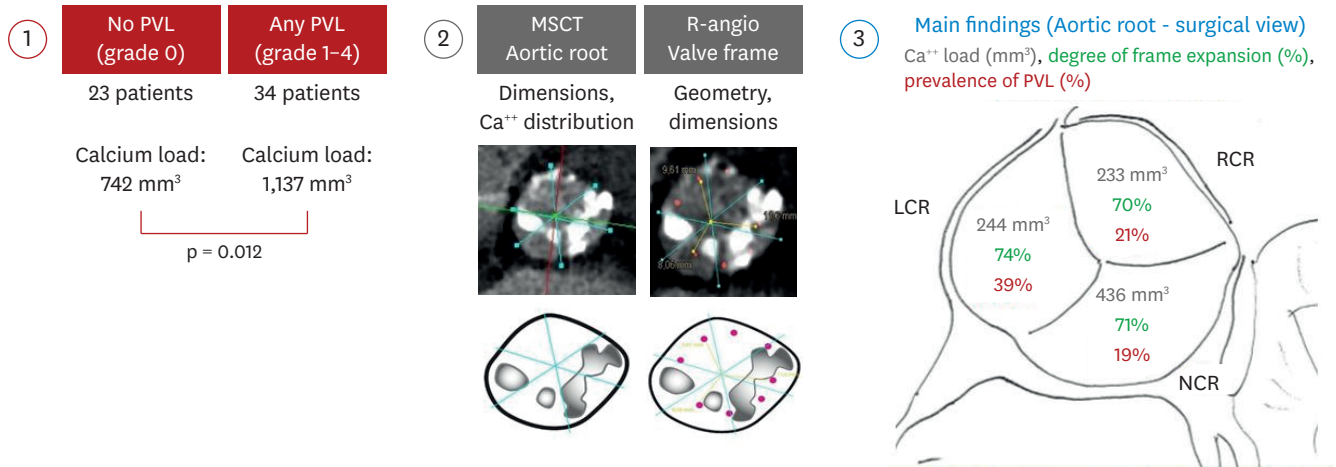 1
No PVL
(grade 0)
Any PVL
(grade 1–4)
23 patients
34 patients
Calcium load:
742 mm³
Calcium load:
1,137 mm³
p = 0.012
2
MSCT
Aortic root
R-angio
Valve frame
Dimensions,
Ca⁺⁺ distribution
Geometry,
dimensions
9,61 mm
8,06 mm
3
Main findings (Aortic root - surgical view)
Ca⁺⁺ load (mm³), degree of frame expansion (%),
prevalence of PVL (%)
RCR
233 mm³
70%
21%
LCR
244 mm³
74%
39%
436 mm³
71%
19%
NCR